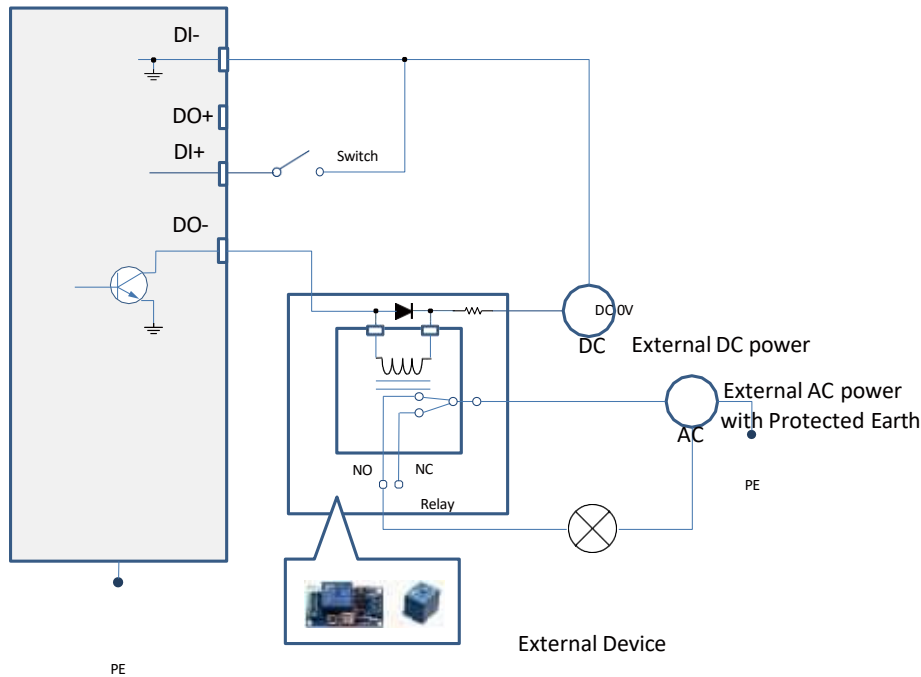 DI-
DO+
DI+
Switch
DO-
DC 0V
DC
External DC power
External AC power
with Protected Earth
AC
NO
NC
PE
Relay
External Device
PE